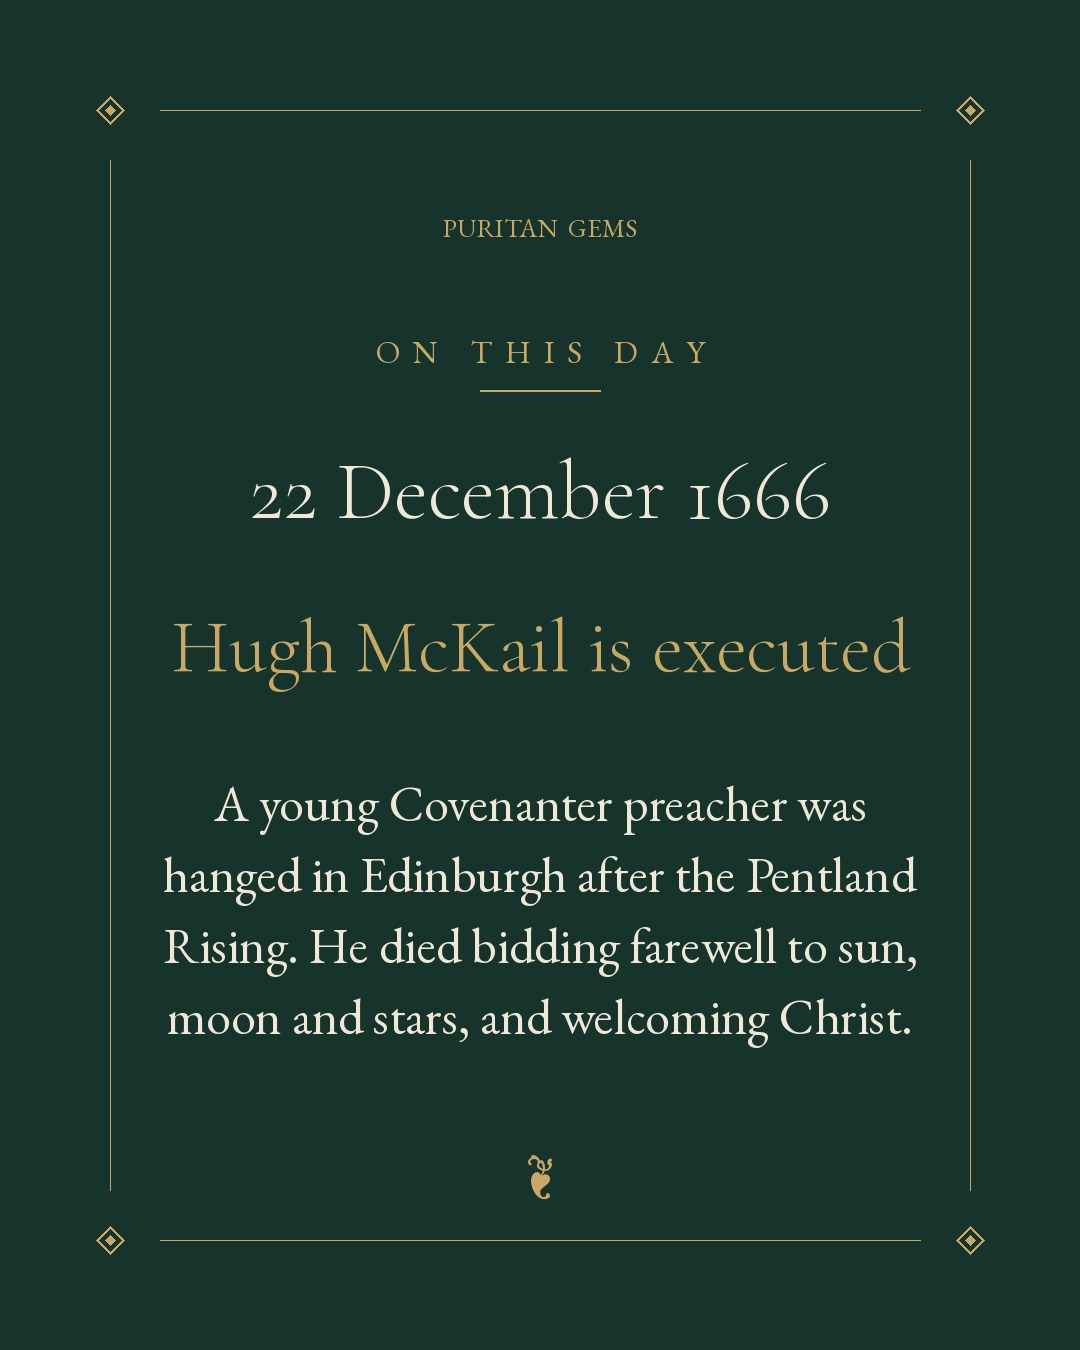 PURITAN GEMS
ON THIS DAY
22 December 1666
Hugh McKail is executed
A young Covenanter preacher was
hanged in Edinburgh after the Pentland
Rising. He died bidding farewell to sun,
moon and stars, and welcoming Christ.